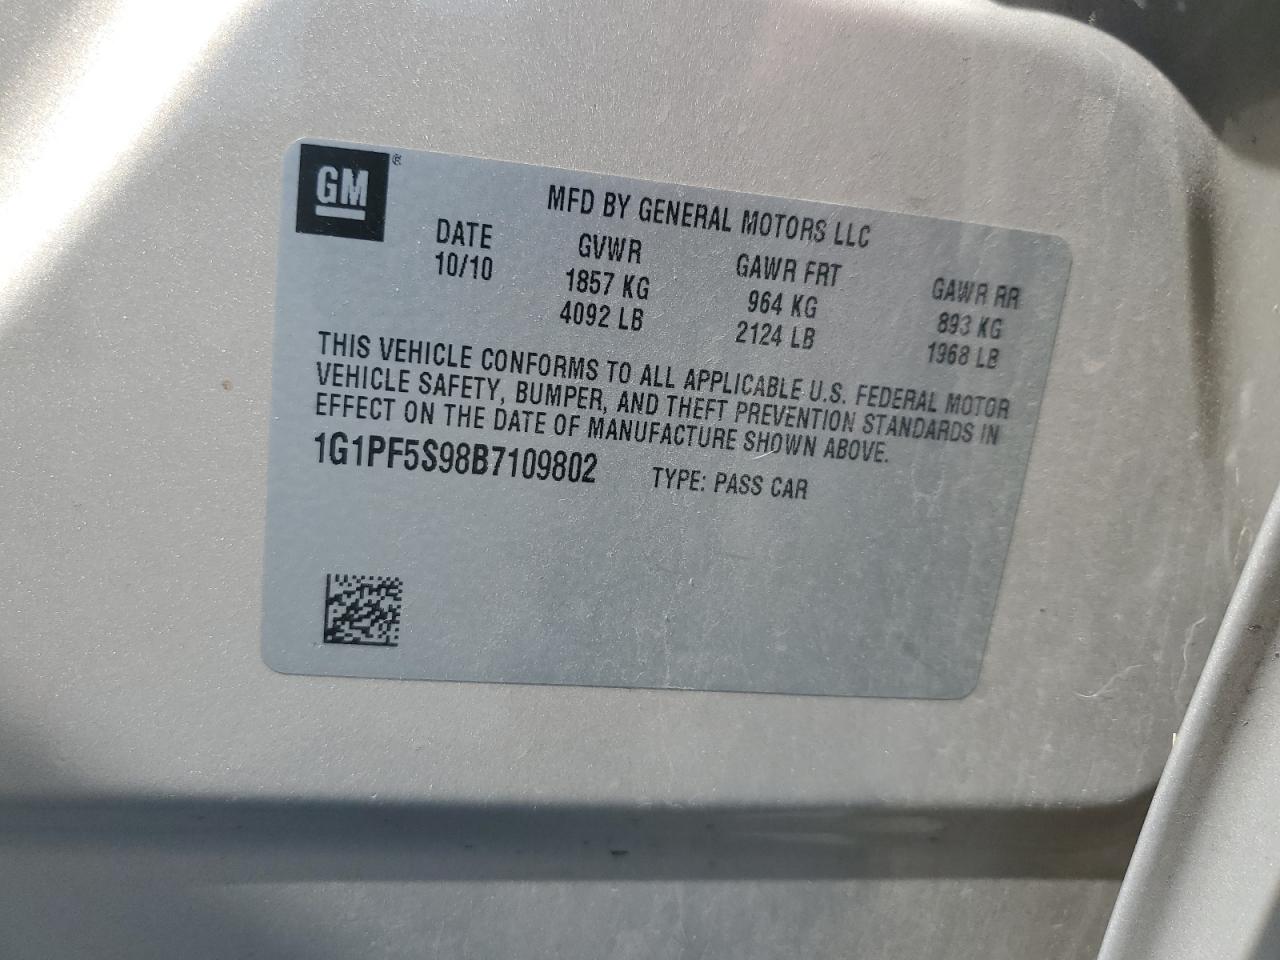 GM®
MFD BY GENERAL MOTORS LLC
DATE GVWR GAWR FRT GAWR RR
10/10 1857 KG 964 KG 893 KG
4092 LB 2124 LB 1968 LB
THIS VEHICLE CONFORMS TO ALL APPLICABLE U.S. FEDERAL MOTOR
VEHICLE SAFETY, BUMPER, AND THEFT PREVENTION STANDARDS IN
EFFECT ON THE DATE OF MANUFACTURE SHOWN ABOVE.
1G1PF5S98B7109802 TYPE: PASS CAR